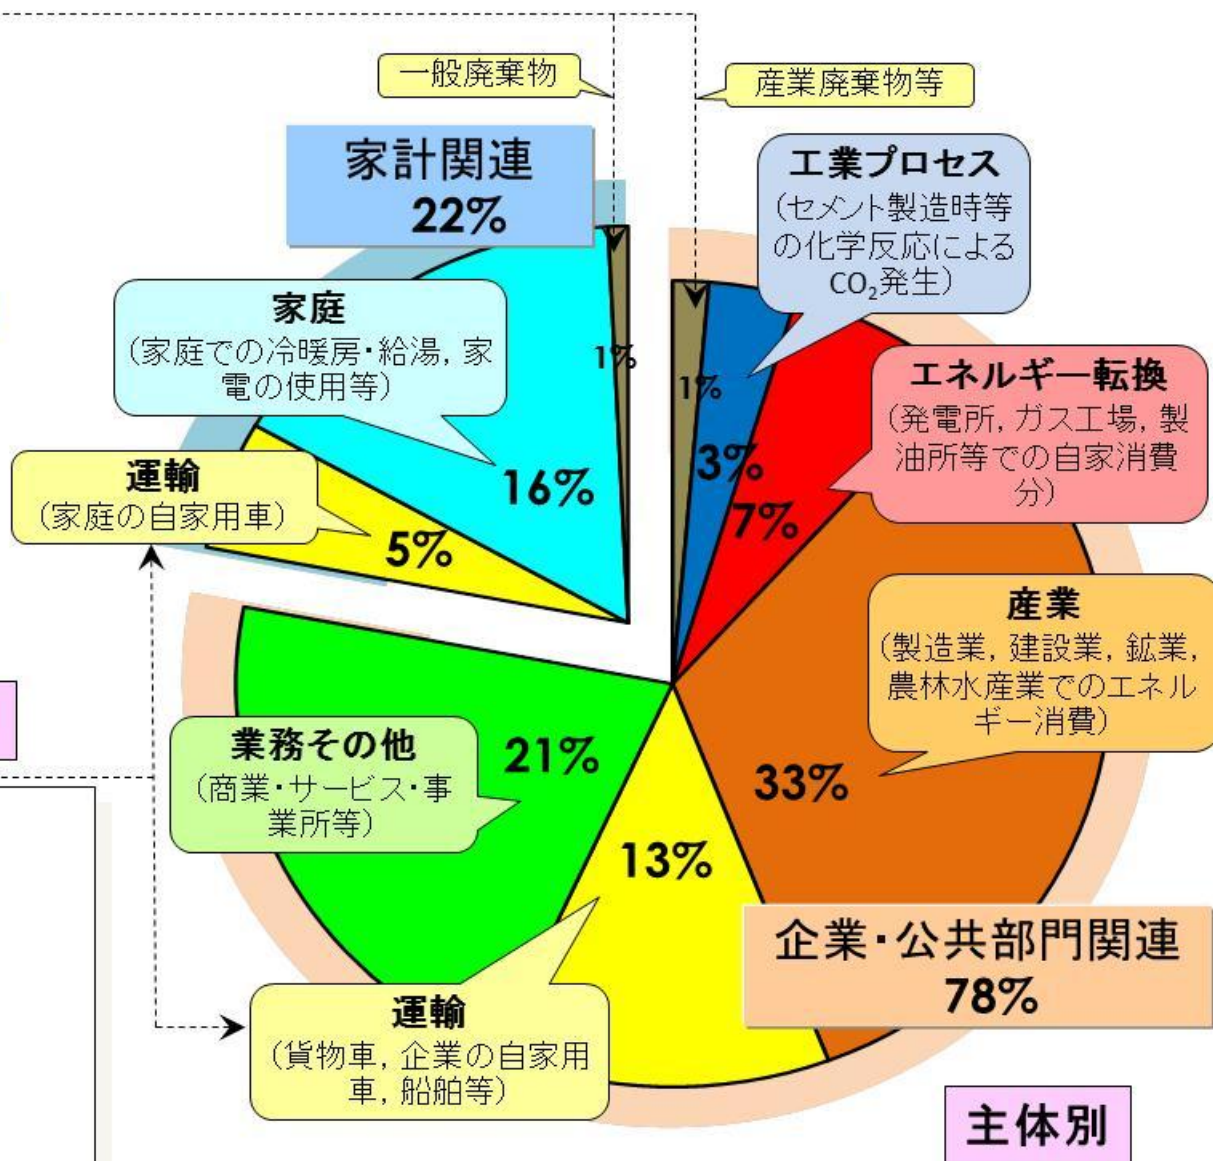 一般廃棄物
産業廃棄物等
家計関連
22%
工業プロセス
(セメント製造時等
の化学反応による
CO₂発生)
家庭
(家庭での冷暖房・給湯, 家
電の使用等)
1%
1%
エネルギー転換
(発電所, ガス工場, 製
油所等での自家消費
分)
運輸
(家庭の自家用車)
16%
3%
7%
5%
産業
(製造業, 建設業, 鉱業,
農林水産業でのエネル
ギー消費)
業務その他
(商業・サービス・事
業所等)
21%
33%
13%
企業・公共部門関連
78%
運輸
(貨物車, 企業の自家用
車, 船舶等)
主体別